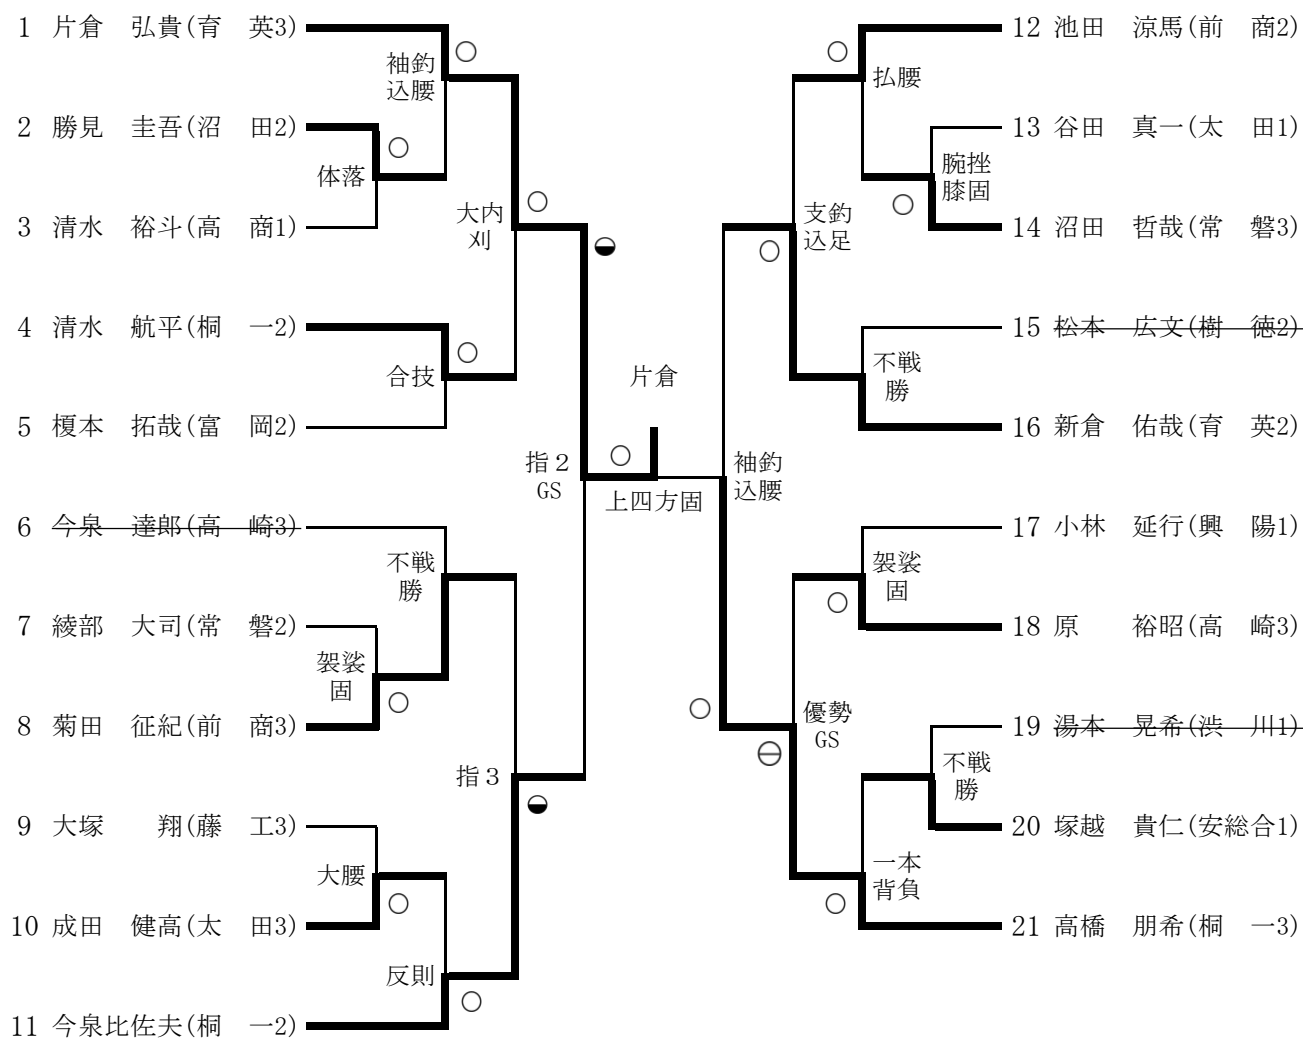 1 片倉 弘貴(育 英3)
袖釣
込腰
2 勝見 圭吾(沼 田2)
体落
3 清水 裕斗(高 商1)
大内
刈
4 清水 航平(桐 一2)
合技
5 榎本 拓哉(富 岡2)
指2
GS
6 今泉 達郎(高 崎3)
不戦
勝
7 綾部 大司(常 磐2)
袈裟
固
8 菊田 征紀(前 商3)
指3
9 大塚 翔(藤 工3)
大腰
10 成田 健高(太 田3)
反則
11 今泉比佐夫(桐 一2)
片倉
上四方固
12 池田 涼馬(前 商2)
払腰
13 谷田 真一(太 田1)
腕挫
膝固
14 沼田 哲哉(常 磐3)
支釣
込足
15 松本 広文(樹 徳2)
不戦
勝
16 新倉 佑哉(育 英2)
袖釣
込腰
17 小林 延行(興 陽1)
袈裟
固
18 原 裕昭(高 崎3)
優勢
GS
19 湯本 晃希(渋 川1)
不戦
勝
20 塚越 貴仁(安総合1)
一本
背負
21 高橋 朋希(桐 一3)